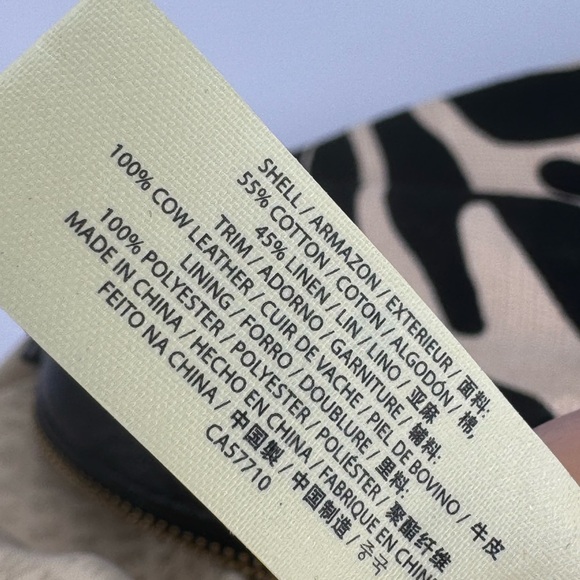 SHELL / ARMAZON / EXTERIEUR / 面料:
55% COTTON / COTON / ALGODÓN / 棉,
45% LINEN / LIN / LINO / 亚麻
TRIM / ADORNO / GARNITURE / 辅料:
100% COW LEATHER / CUIR DE VACHE / PIEL DE BOVINO / 牛皮
LINING / FORRO / DOUBLURE / 里料:
100% POLYESTER / POLYESTER / POLIÉSTER / 聚酯纤维
MADE IN CHINA / HECHO EN CHINA / FABRIQUE EN CHIN
FEITO NA CHINA / 中国製 / 中国制造 / 중국
CA57710